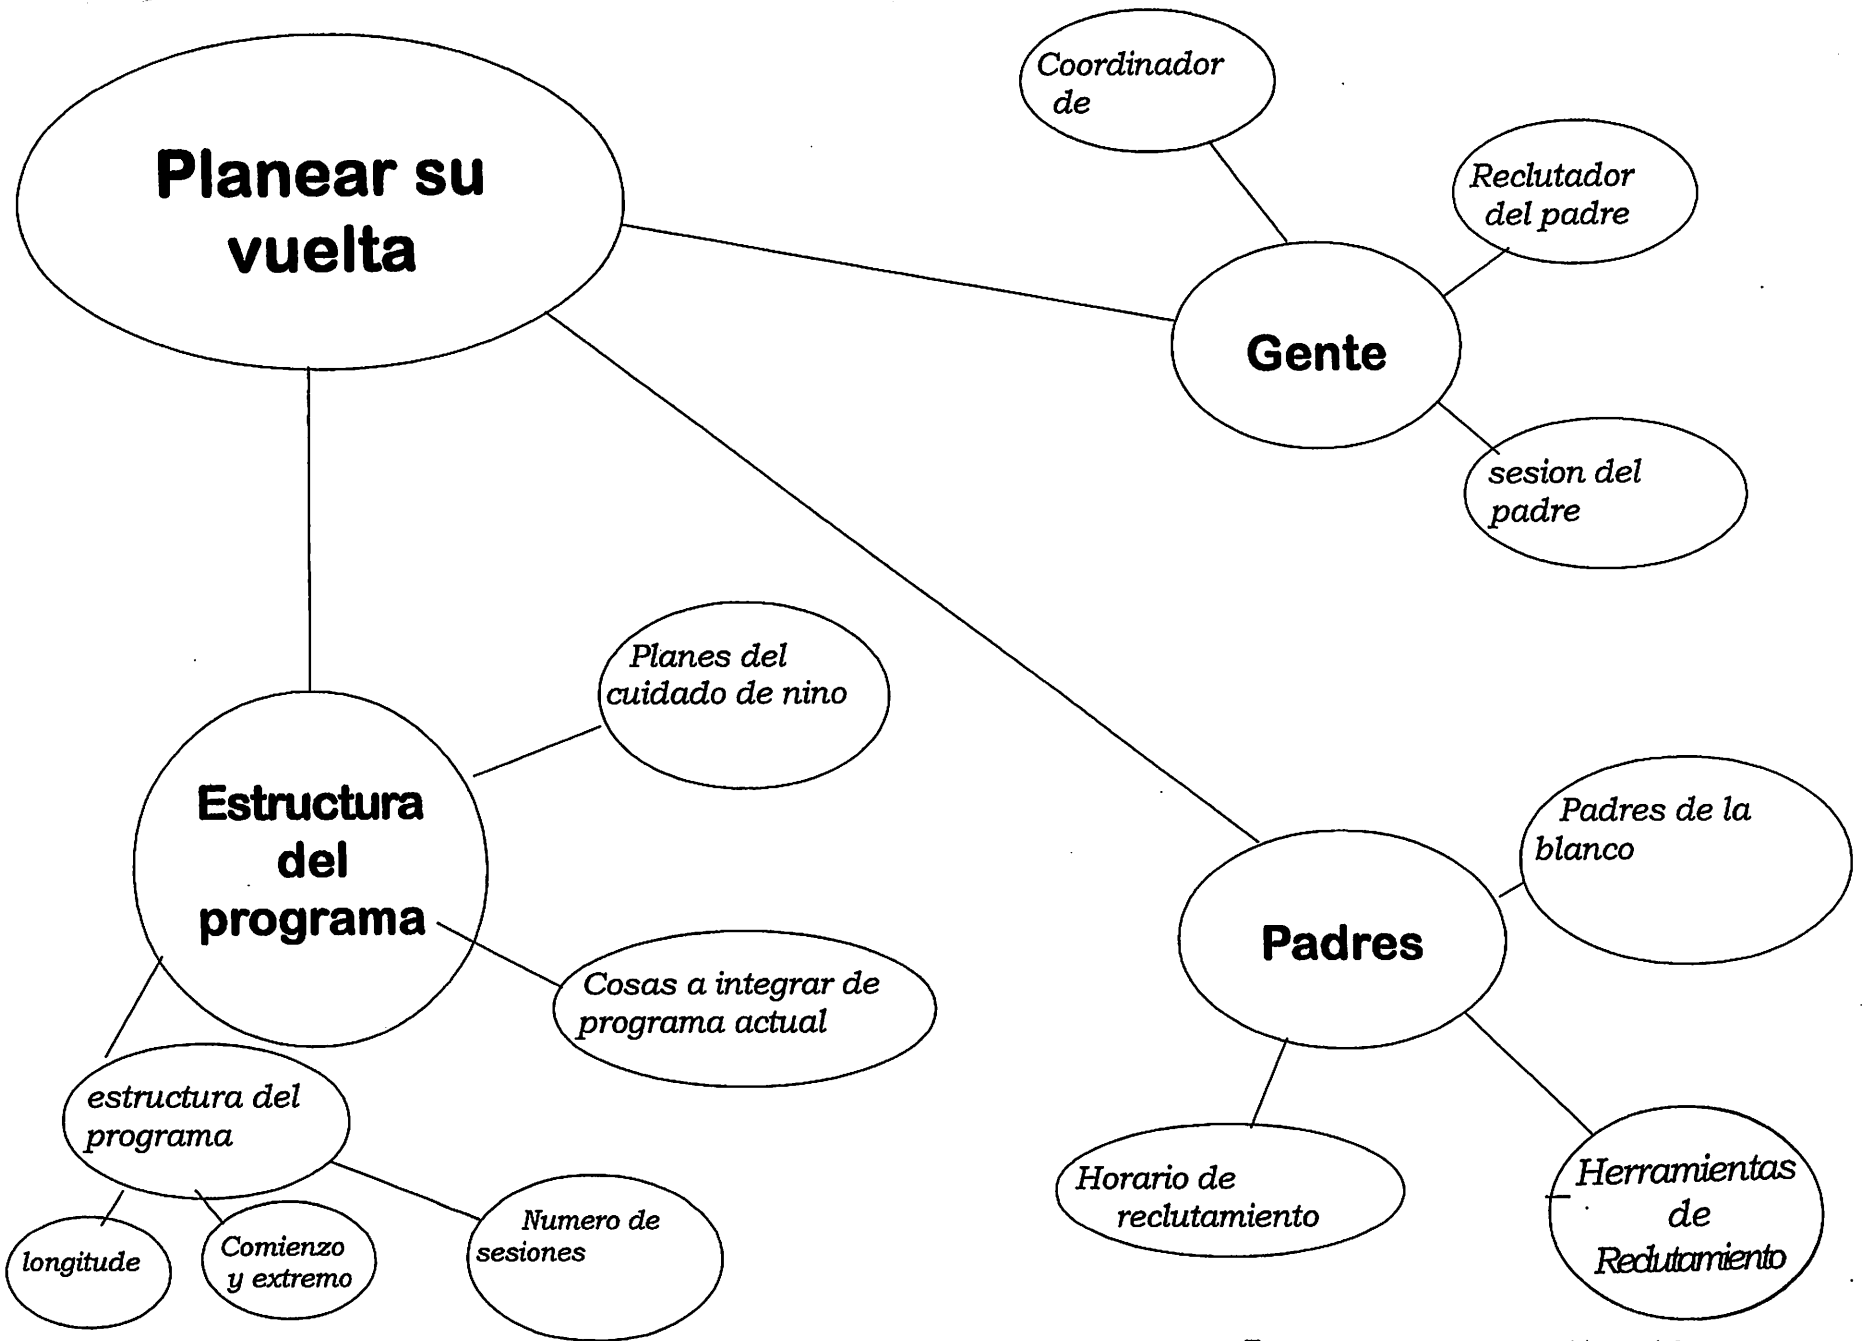 Planear su
vuelta
Coordinador
de
Reclutador
del padre
Gente
sesion del
padre
Planes del
cuidado de nino
Estructura
del
programa
Cosas a integrar de
programa actual
estructura del
programa
longitude
Comienzo
y extremo
Numero de
sesiones
Padres de la
blanco
Padres
Horario de
reclutamiento
Herramientas
de
Reclutamiento